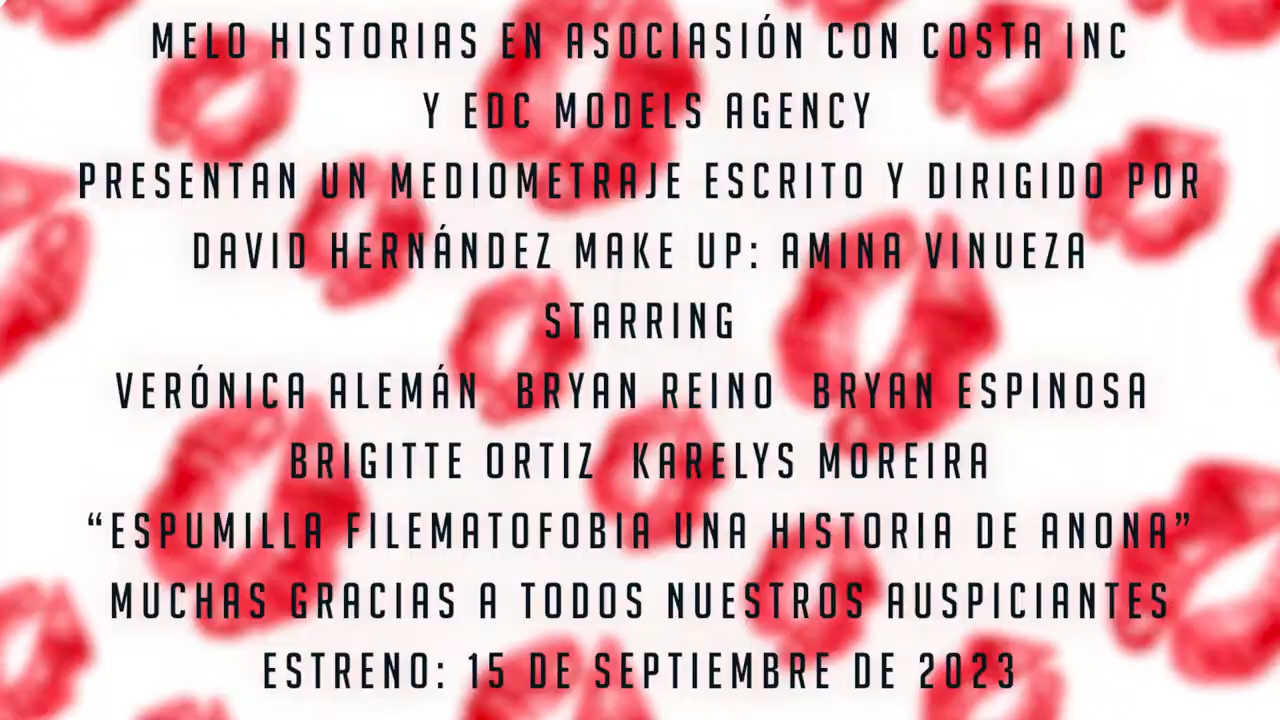 MELO HISTORIAS EN ASOCIASIÓN CON COSTA INC
Y EDC MODELS AGENCY
PRESENTAN UN MEDIOMETRAJE ESCRITO Y DIRIGIDO POR
DAVID HERNÁNDEZ MAKE UP: AMINA VINUEZA
STARRING
VERÓNICA ALEMÁN BRYAN REINO BRYAN ESPINOSA
BRIGITTE ORTIZ KARELYS MOREIRA
“ESPUMILLA FILEMATOFOBIA UNA HISTORIA DE ANONA”
MUCHAS GRACIAS A TODOS NUESTROS AUSPICIANTES
ESTRENO: 15 DE SEPTIEMBRE DE 2023